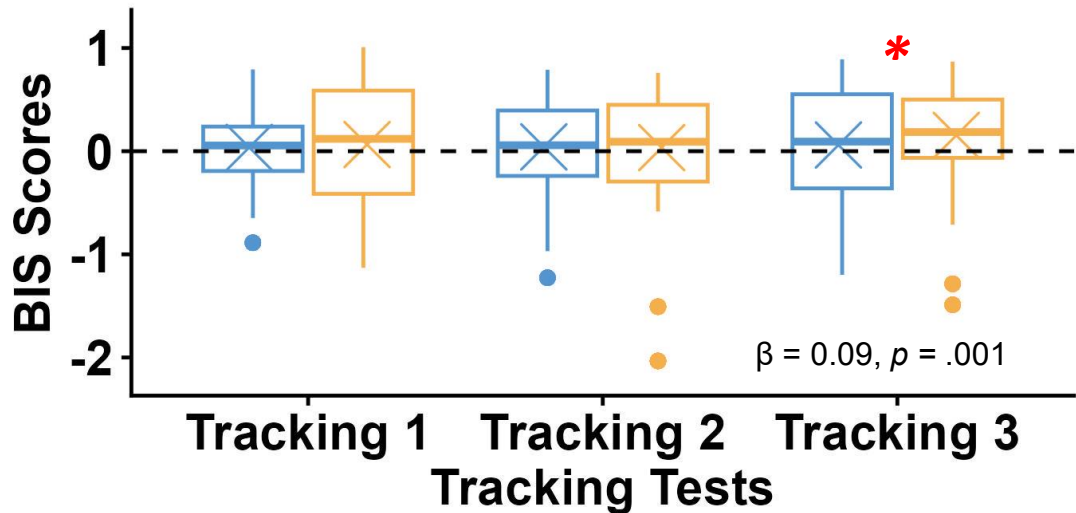 BIS Scores
1
0
-1
-2
*
β = 0.09, p = .001
Tracking 1
Tracking 2
Tracking 3
Tracking Tests